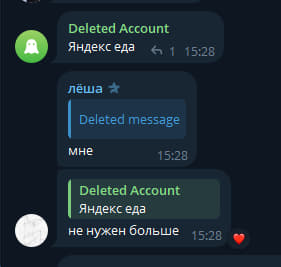 Deleted Account
Яндекс еда
1 15:28
лёша
Deleted message
мне
15:28
Deleted Account
Яндекс еда
не нужен больше
15:28